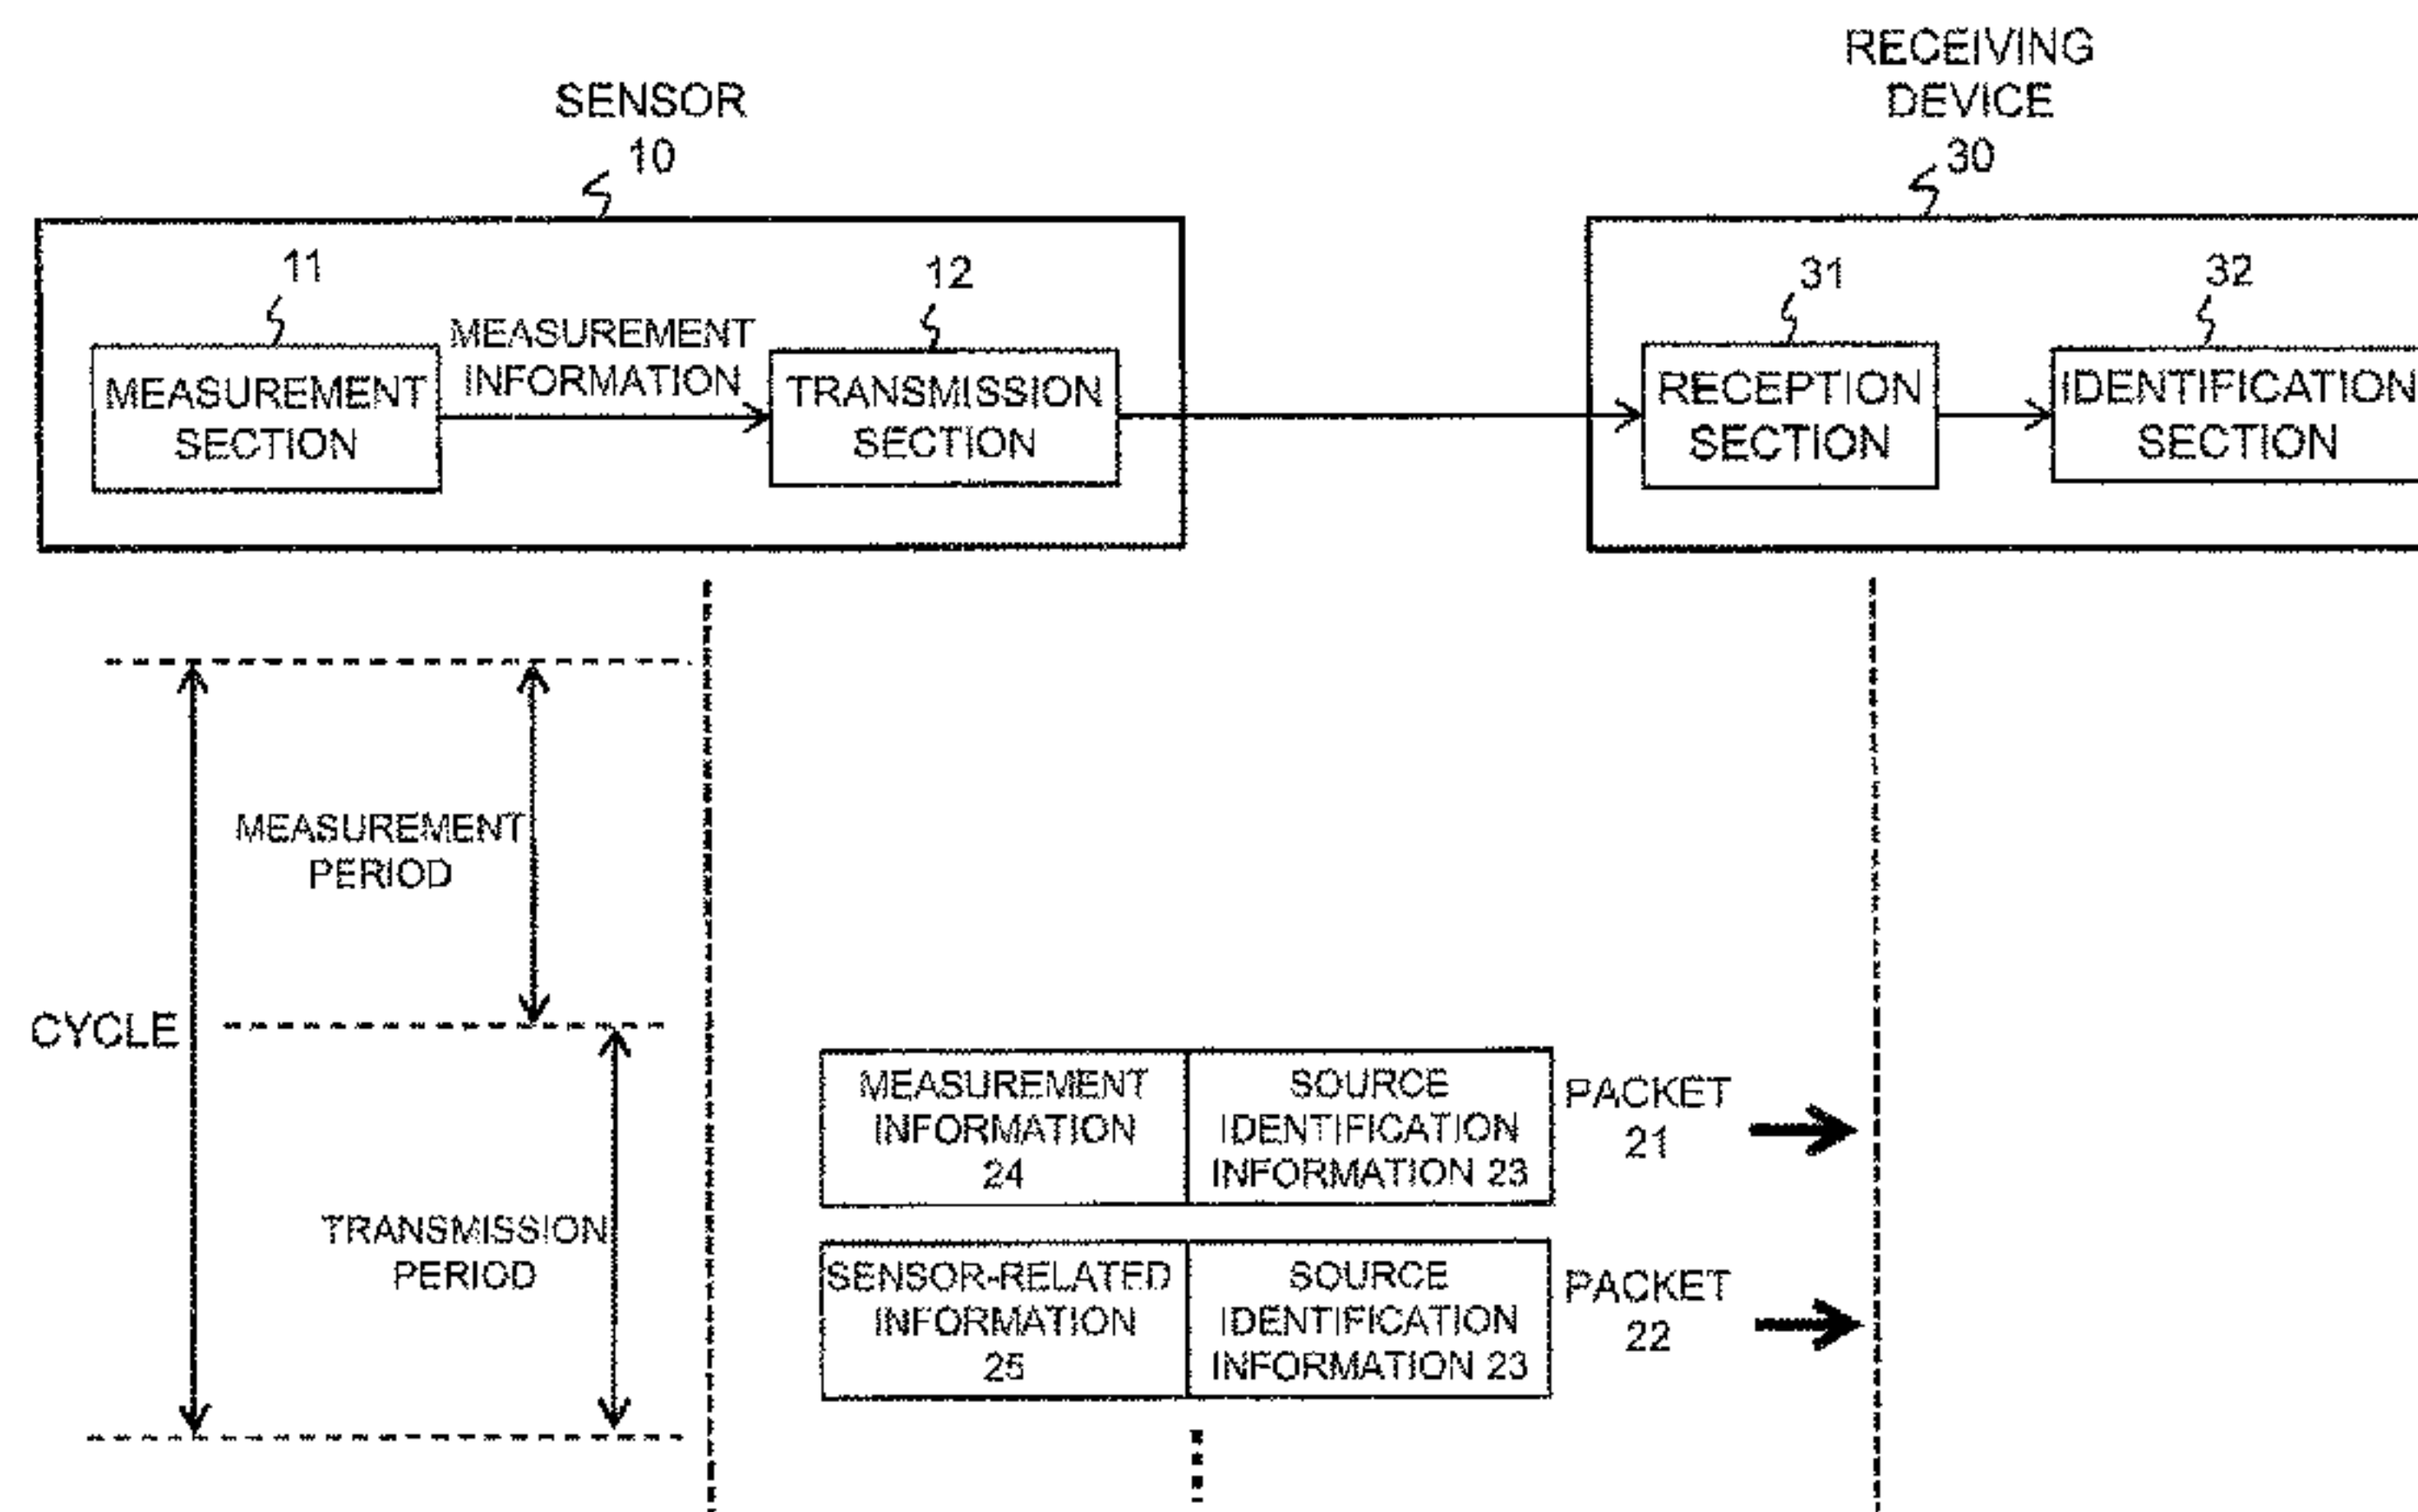 SENSOR
10
RECEIVING
DEVICE
30
11
MEASUREMENT
SECTION
MEASUREMENT
INFORMATION
12
TRANSMISSION
SECTION
31
RECEPTION
SECTION
32
IDENTIFICATION
SECTION
CYCLE
MEASUREMENT
PERIOD
TRANSMISSION
PERIOD
MEASUREMENT
INFORMATION
24
SOURCE
IDENTIFICATION
INFORMATION 23
PACKET
21
SENSOR-RELATED
INFORMATION
25
SOURCE
IDENTIFICATION
INFORMATION 23
PACKET
22